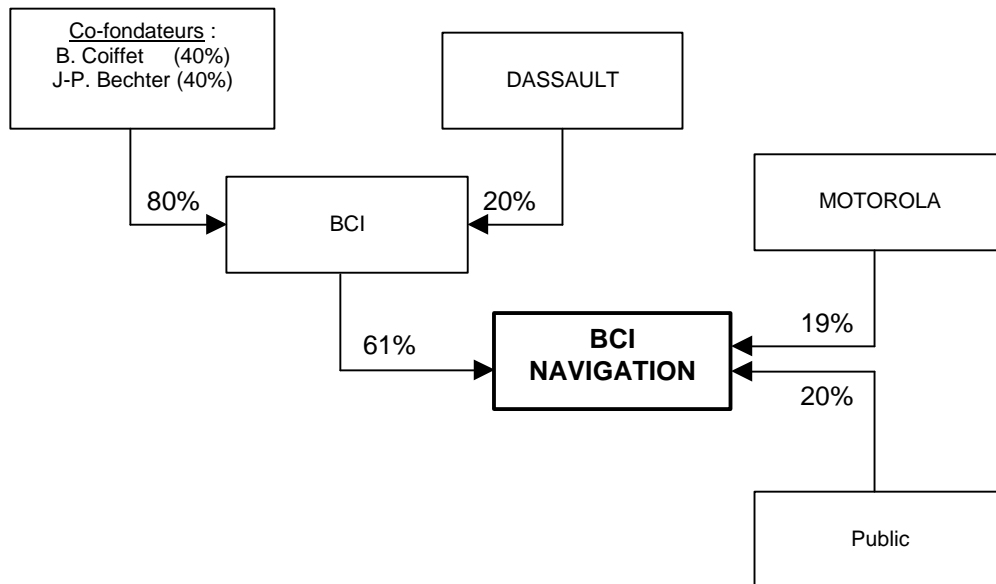 Co-fondateurs :
B. Coiffet (40%)
J-P. Bechter (40%)
DASSAULT
80%
20%
MOTOROLA
BCI
19%
BCI
NAVIGATION
61%
20%
Public